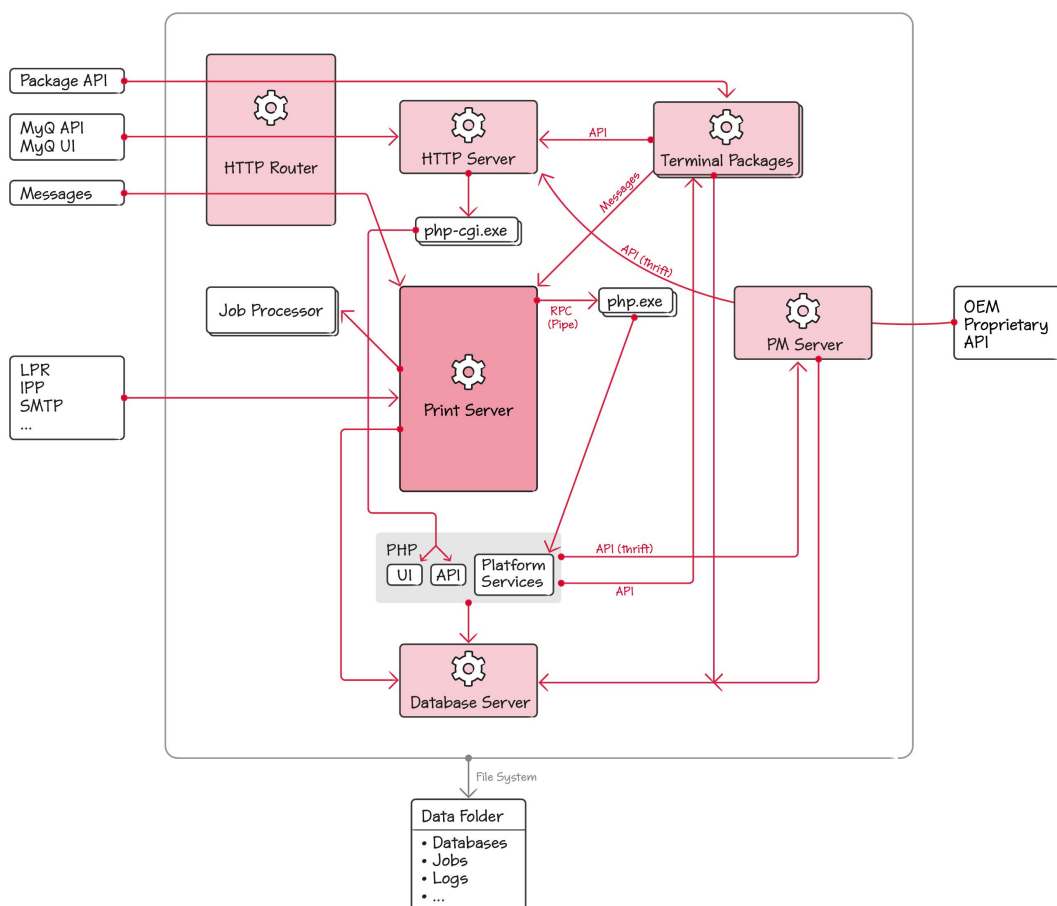 Package API
MyQ API
MyQ UI
Messages
HTTP Router
HTTP Server
API
Terminal Packages
Messages
php-cgi.exe
API (thrift)
Job Processor
RPC
(Pipe)
php.exe
PM Server
OEM
Proprietary
API
LPR
IPP
SMTP
...
Print Server
PHP
UI
API
Platform
Services
API (thrift)
API
Database Server
File System
Data Folder
• Databases
• Jobs
• Logs
• ...